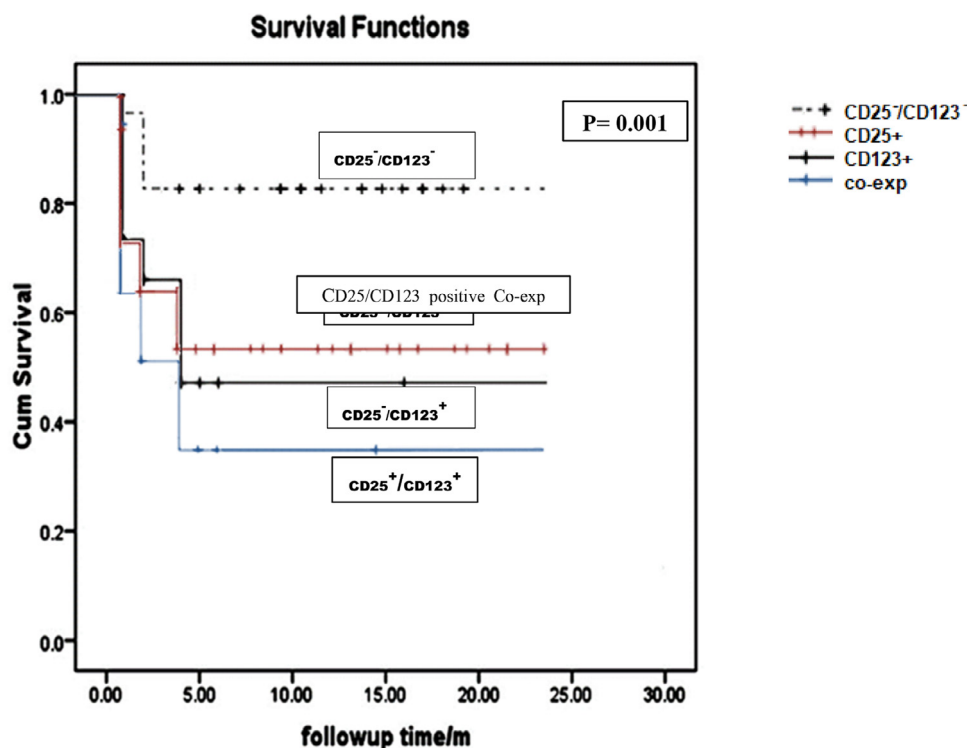 Survival Functions
P= 0.001
CD25⁻/CD123⁻
CD25+
CD123+
co-exp
CD25⁻/CD123⁻
CD25/CD123 positive Co-exp
CD25⁻/CD123⁺
CD25⁺/CD123⁺
Cum Survival
1.0
0.8
0.6
0.4
0.2
0.0
0.00 5.00 10.00 15.00 20.00 25.00 30.00
followup time/m